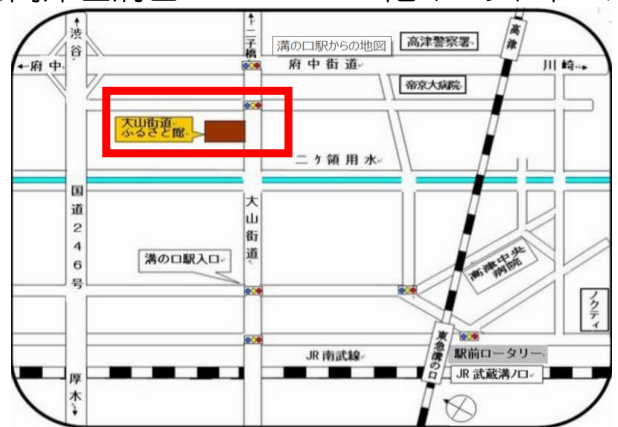 渋谷
二子橋
溝の口駅からの地図
高津警察署
高津
府中
府中街道
川崎
帝京大病院
大山街道
ふるさと館
二ケ領用水
国道246号
大山街道
溝の口駅入口
高津中央
病院
ノクティ
東急溝の口
JR 南武線
駅前ロータリー
JR 武蔵溝ノ口
厚木